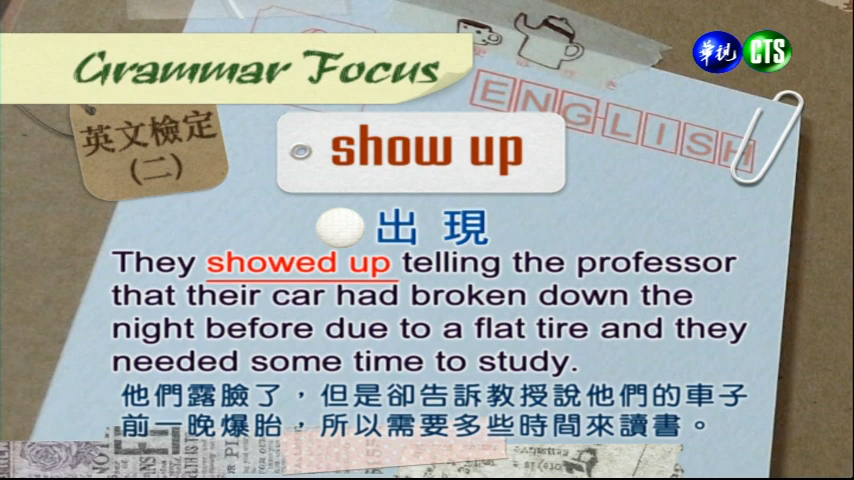 Grammar Focus
華視 CTS
ENGLISH
英文檢定
(二)
show up
出現
They showed up telling the professor
that their car had broken down the
night before due to a flat tire and they
needed some time to study.
他們露臉了，但是卻告訴教授說他們的車子
前一晚爆胎，所以需要多些時間來讀書。